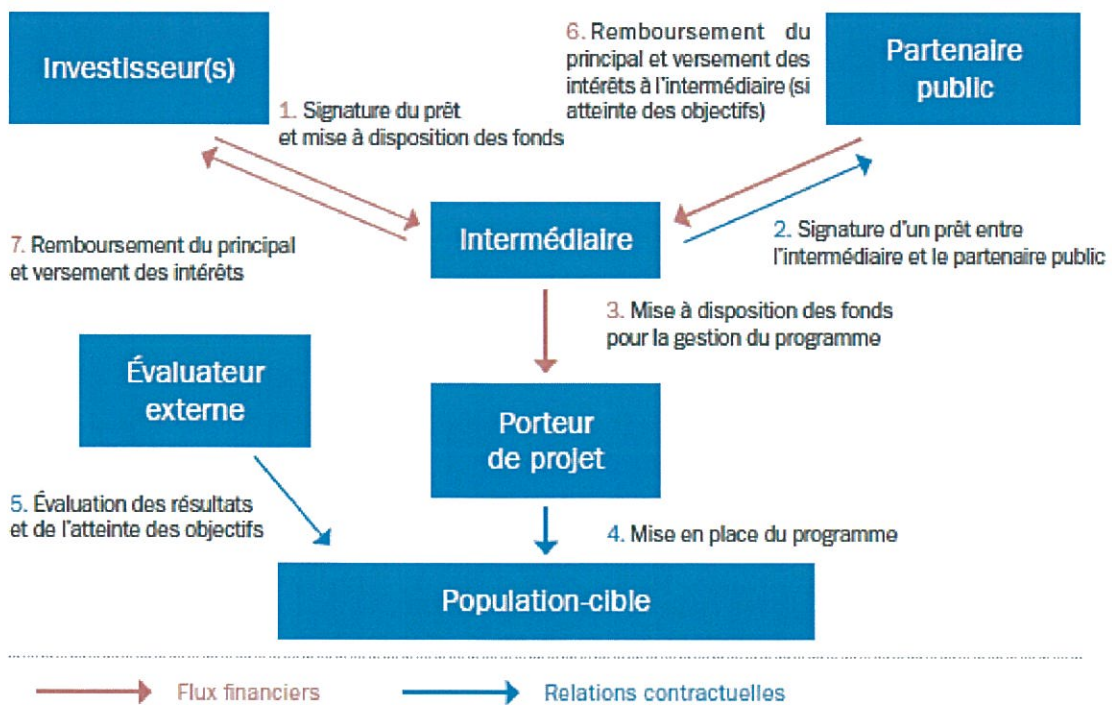 Investisseur(s)
6. Remboursement du
principal et versement des
intérêts à l'intermédiaire (si
atteinte des objectifs)
Partenaire
public
1. Signature du prêt
et mise à disposition des fonds
Intermédiaire
7. Remboursement du principal
et versement des intérêts
2. Signature d'un prêt entre
l'intermédiaire et le partenaire public
3. Mise à disposition des fonds
pour la gestion du programme
Évaluateur
externe
Porteur
de projet
5. Évaluation des résultats
et de l'atteinte des objectifs
4. Mise en place du programme
Population-cible
Flux financiers
Relations contractuelles